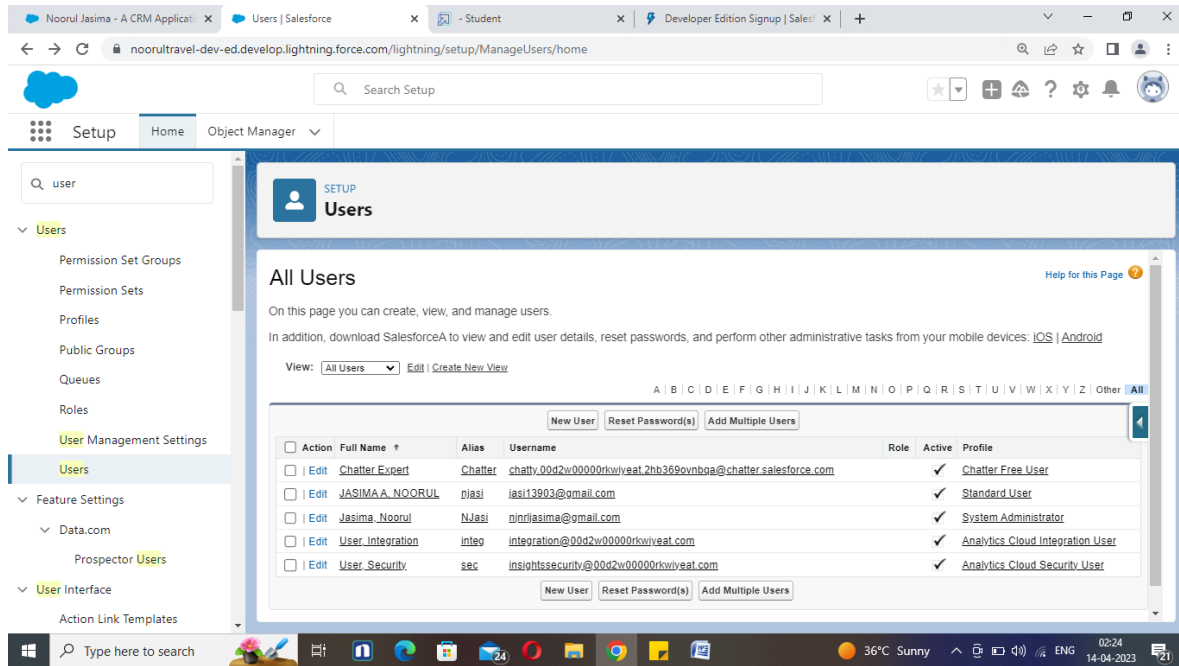 Noorul Jasima - A CRM Applicati
Users | Salesforce
- Student
Developer Edition Signup | Sales
noorultravel-dev-ed.develop.lightning.force.com/lightning/setup/ManageUsers/home
Search Setup
Setup
Home
Object Manager
user
Users
Permission Set Groups
Permission Sets
Profiles
Public Groups
Queues
Roles
User Management Settings
Users
Feature Settings
Data.com
Prospector Users
User Interface
Action Link Templates
SETUP
Users
All Users
Help for this Page
On this page you can create, view, and manage users.
In addition, download SalesforceA to view and edit user details, reset passwords, and perform other administrative tasks from your mobile devices: iOS | Android
View: All Users Edit | Create New View
A | B | C | D | E | F | G | H | I | J | K | L | M | N | O | P | Q | R | S | T | U | V | W | X | Y | Z | Other All
New User Reset Password(s) Add Multiple Users
Action Full Name ↑ Alias Username Role Active Profile
| Edit Chatter Expert Chatter chatty.00d2w00000rkwiyeat.2hb369ovnbqa@chatter.salesforce.com ✓ Chatter Free User
| Edit JASIMA A, NOORUL njasi jasi13903@gmail.com ✓ Standard User
| Edit Jasima, Noorul NJasi njnrljasima@gmail.com ✓ System Administrator
| Edit User, Integration integ integration@00d2w00000rkwiyeat.com ✓ Analytics Cloud Integration User
| Edit User, Security sec insightssecurity@00d2w00000rkwiyeat.com ✓ Analytics Cloud Security User
New User Reset Password(s) Add Multiple Users
Type here to search
24
36°C Sunny
ENG
02:24
14-04-2023
21